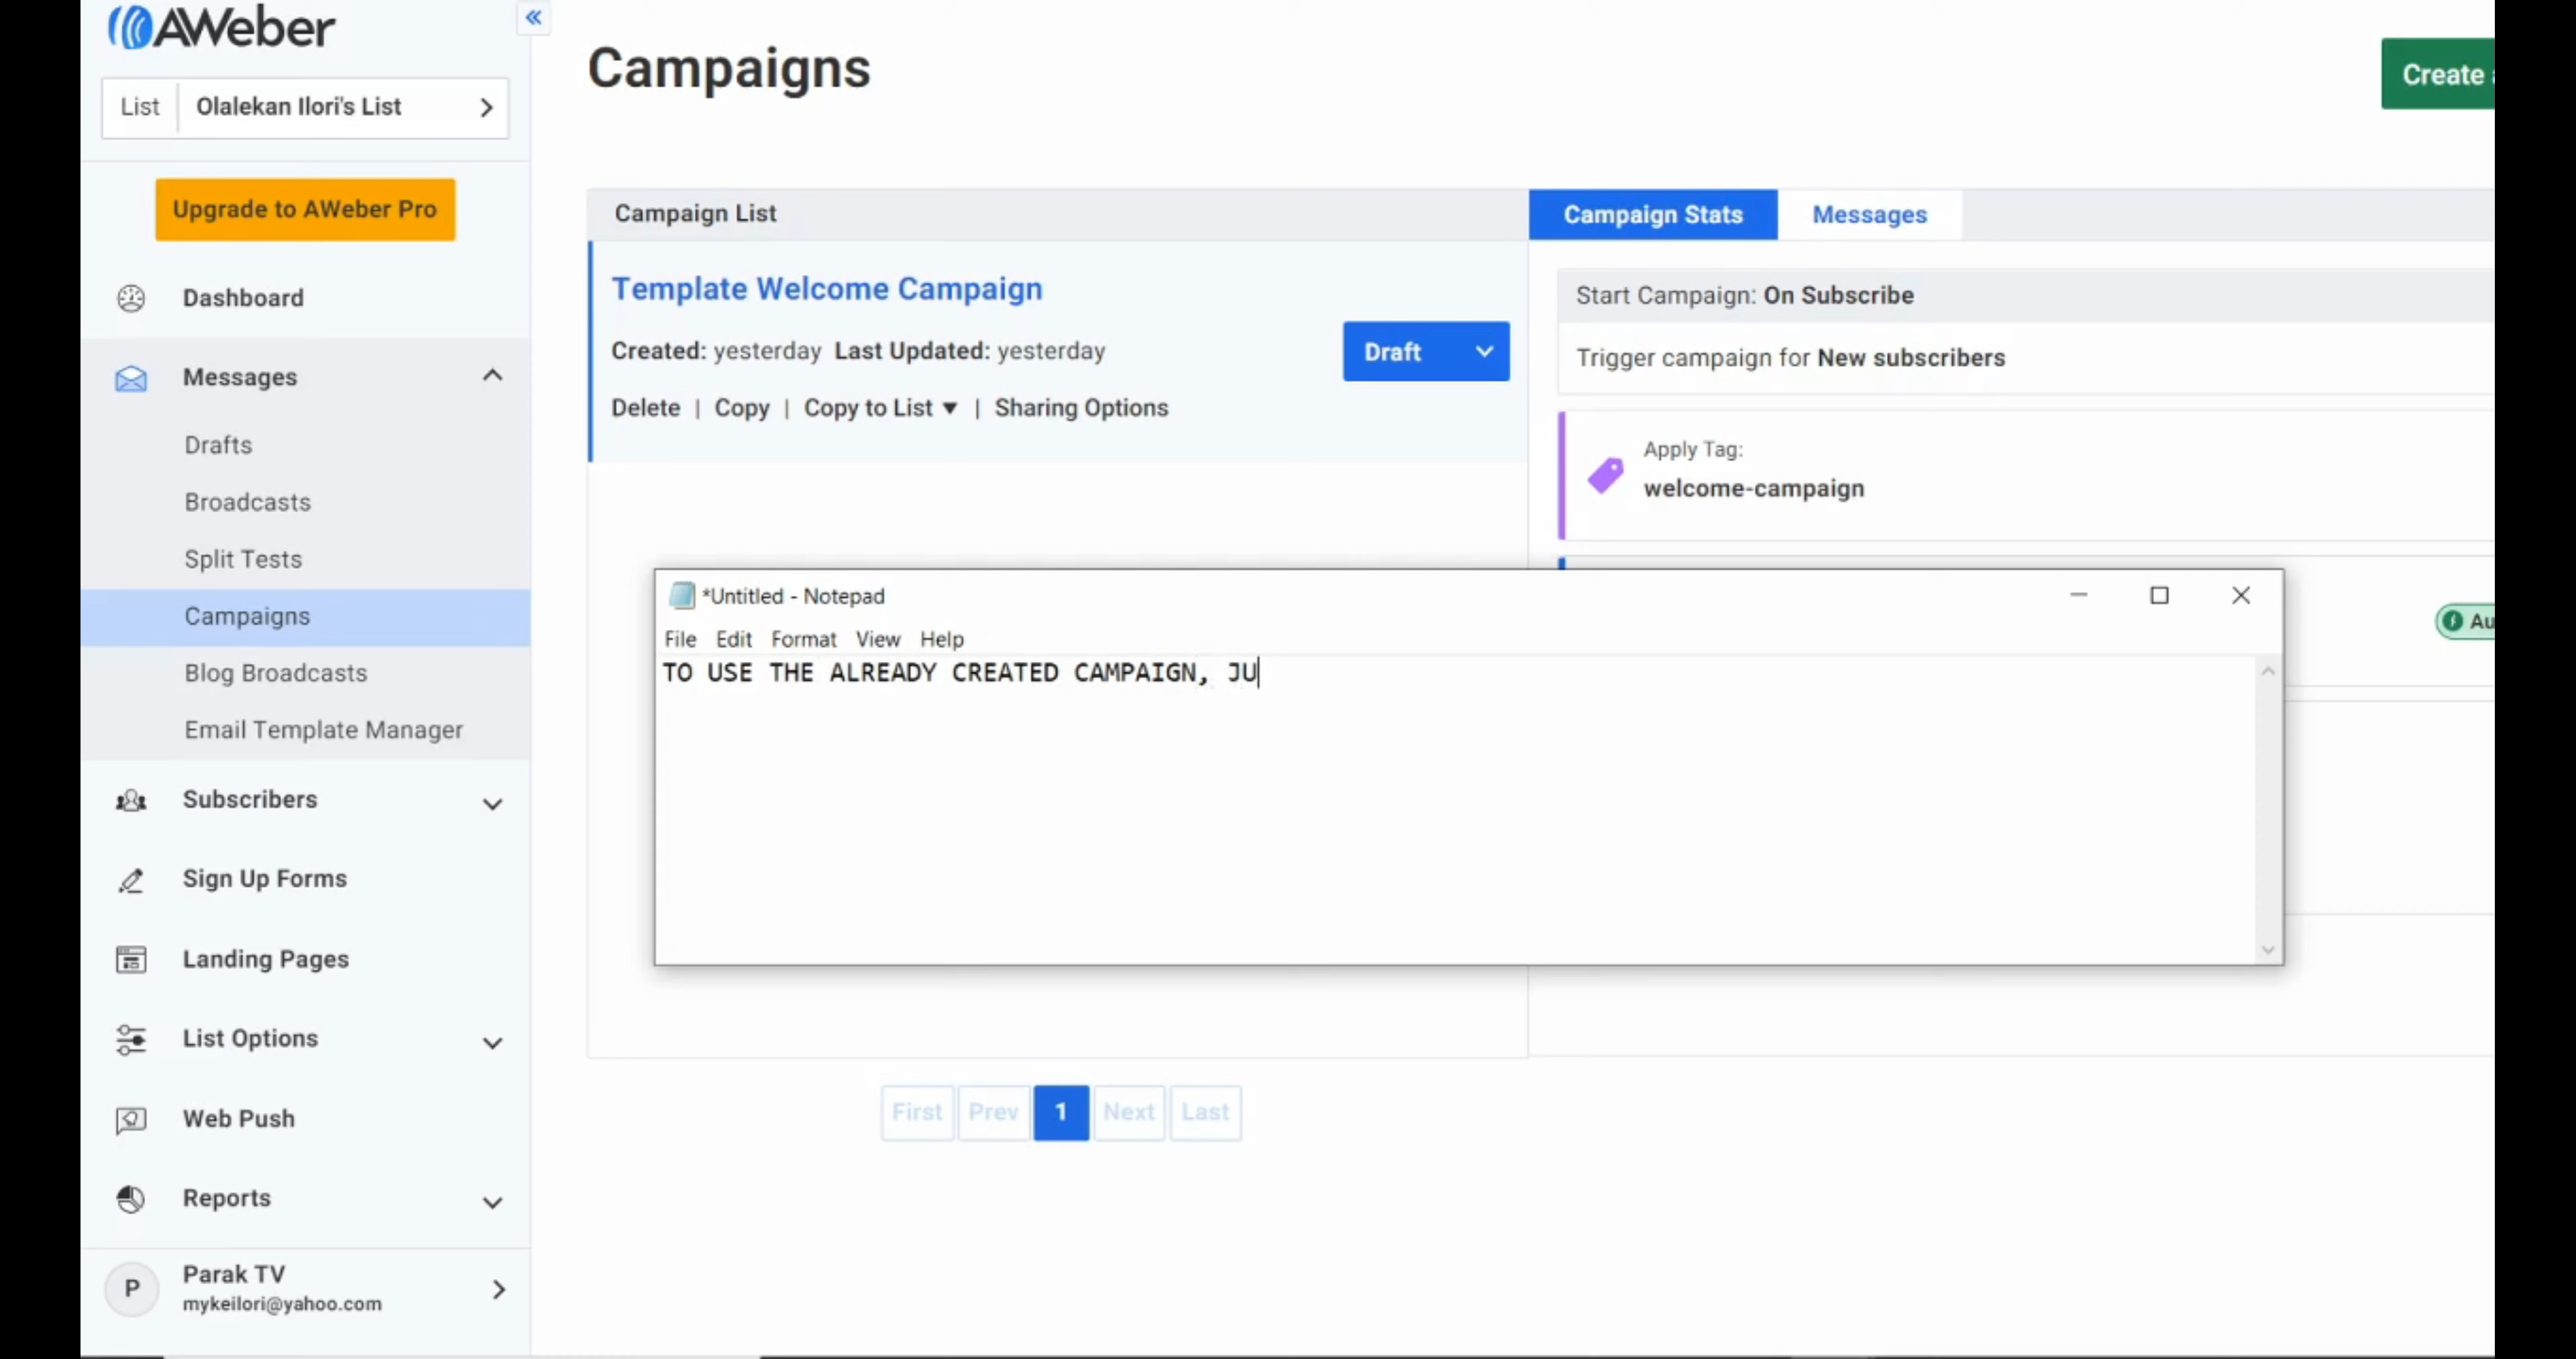 AWeber
List Olalekan Ilori's List
Upgrade to AWeber Pro
Dashboard
Messages
Drafts
Broadcasts
Split Tests
Campaigns
Blog Broadcasts
Email Template Manager
Subscribers
Sign Up Forms
Landing Pages
List Options
Web Push
Reports
P
Parak TV
mykeilori@yahoo.com
Campaigns
Create
Campaign List
Template Welcome Campaign
Created: yesterday Last Updated: yesterday
Draft
Delete | Copy | Copy to List | Sharing Options
Campaign Stats
Messages
Start Campaign: On Subscribe
Trigger campaign for New subscribers
Apply Tag:
welcome-campaign
Au
*Untitled - Notepad
File Edit Format View Help
TO USE THE ALREADY CREATED CAMPAIGN, JU
First Prev 1 Next Last